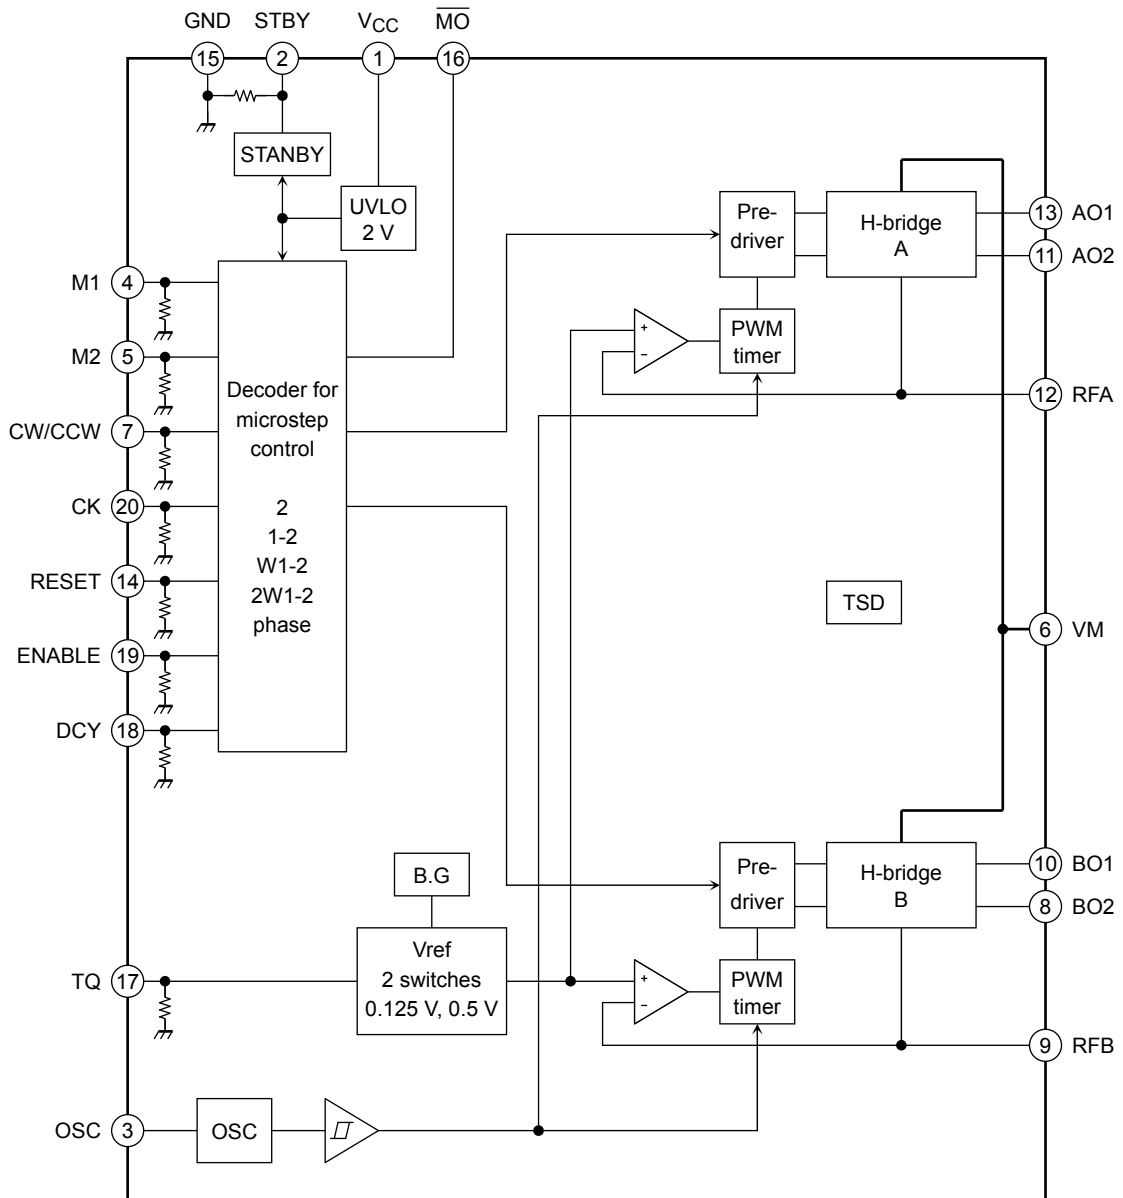 GND STBY VCC MO
15 2 1 16
STANBY
UVLO
2 V
Pre-
driver
H-bridge
A
13 AO1
11 AO2
M1 4
M2 5
CW/CCW 7
CK 20
RESET 14
ENABLE 19
DCY 18
Decoder for
microstep
control
2
1-2
W1-2
2W1-2
phase
+
−
PWM
timer
12 RFA
TSD
6 VM
B.G
Pre-
driver
H-bridge
B
10 BO1
8 BO2
TQ 17
Vref
2 switches
0.125 V, 0.5 V
+
−
PWM
timer
9 RFB
OSC 3
OSC